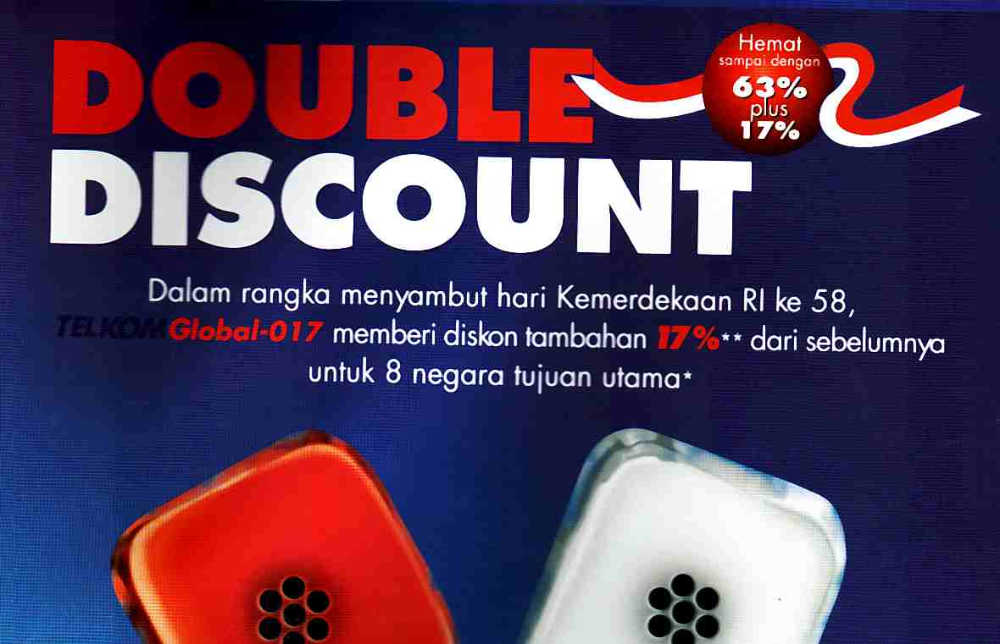 DOUBLE
DISCOUNT
Hemat
sampai dengan
63%
plus
17%
Dalam rangka menyambut hari Kemerdekaan RI ke 58,
TELKOMGlobal-017 memberi diskon tambahan 17%** dari sebelumnya
untuk 8 negara tujuan utama*